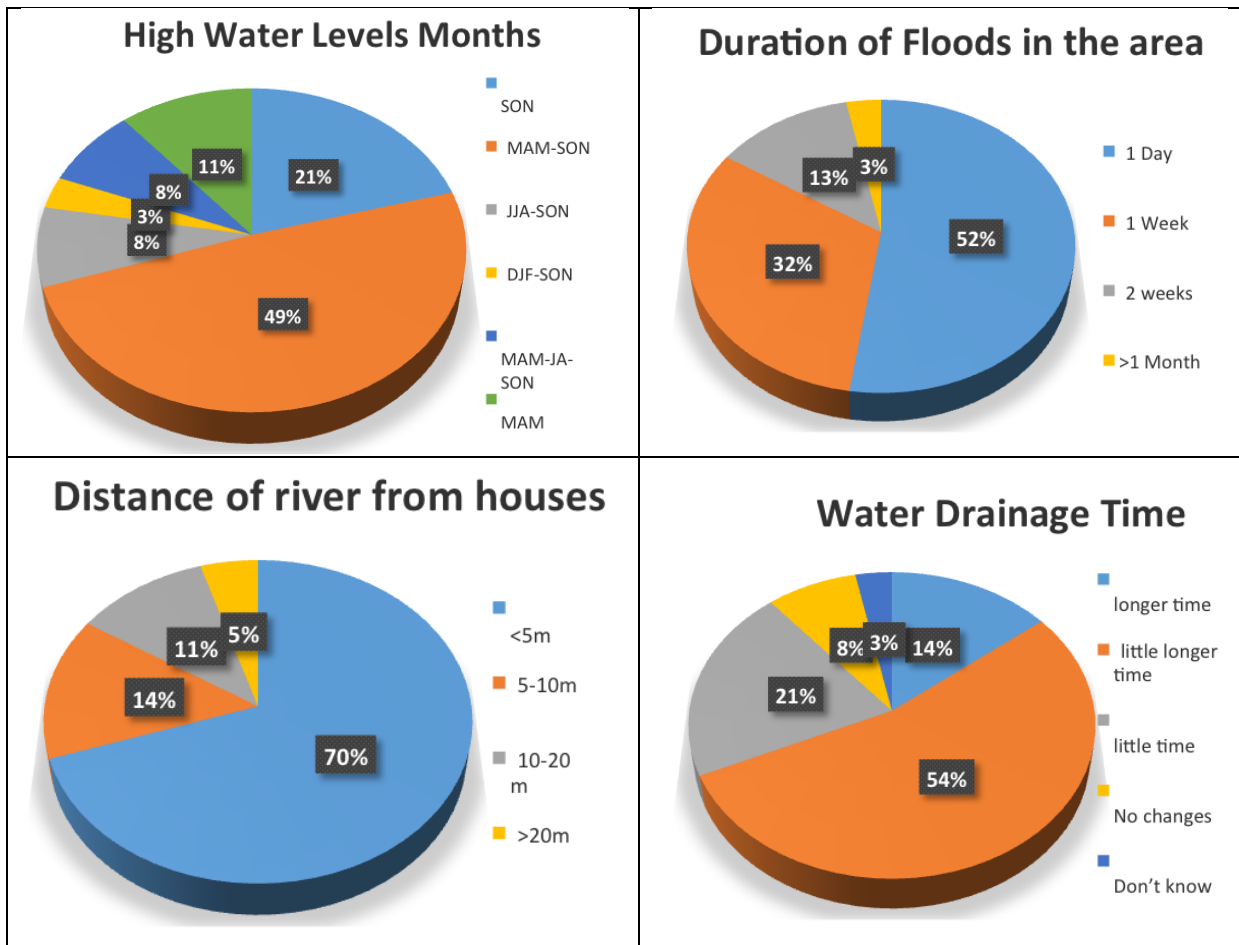 High Water Levels Months
SON
MAM-SON
JJA-SON
DJF-SON
MAM-JA-
SON
MAM
11%
21%
8%
3%
8%
49%
Duration of Floods in the area
1 Day
1 Week
2 weeks
>1 Month
3%
13%
52%
32%
Distance of river from houses
<5m
5-10m
10-20
m
>20m
5%
11%
14%
70%
Water Drainage Time
longer time
little longer
time
little time
No changes
Don't know
8%
3%
14%
21%
54%